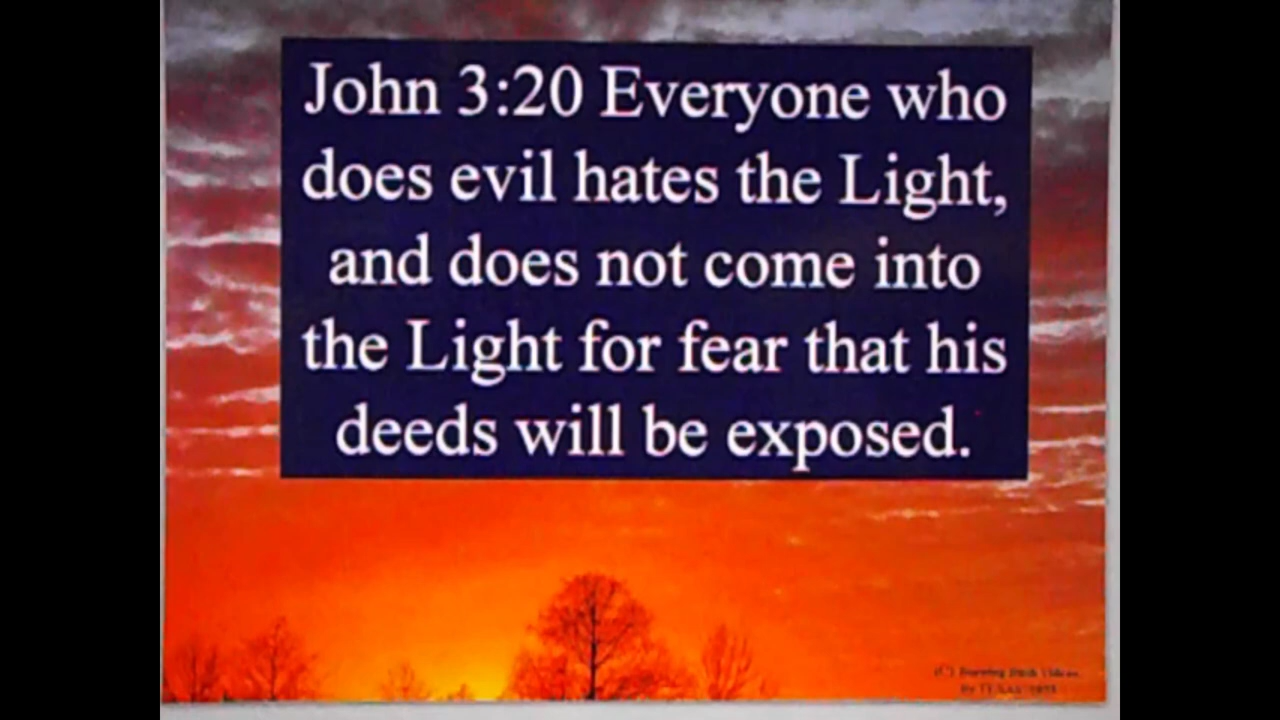 John 3:20 Everyone who
does evil hates the Light,
and does not come into
the Light for fear that his
deeds will be exposed.